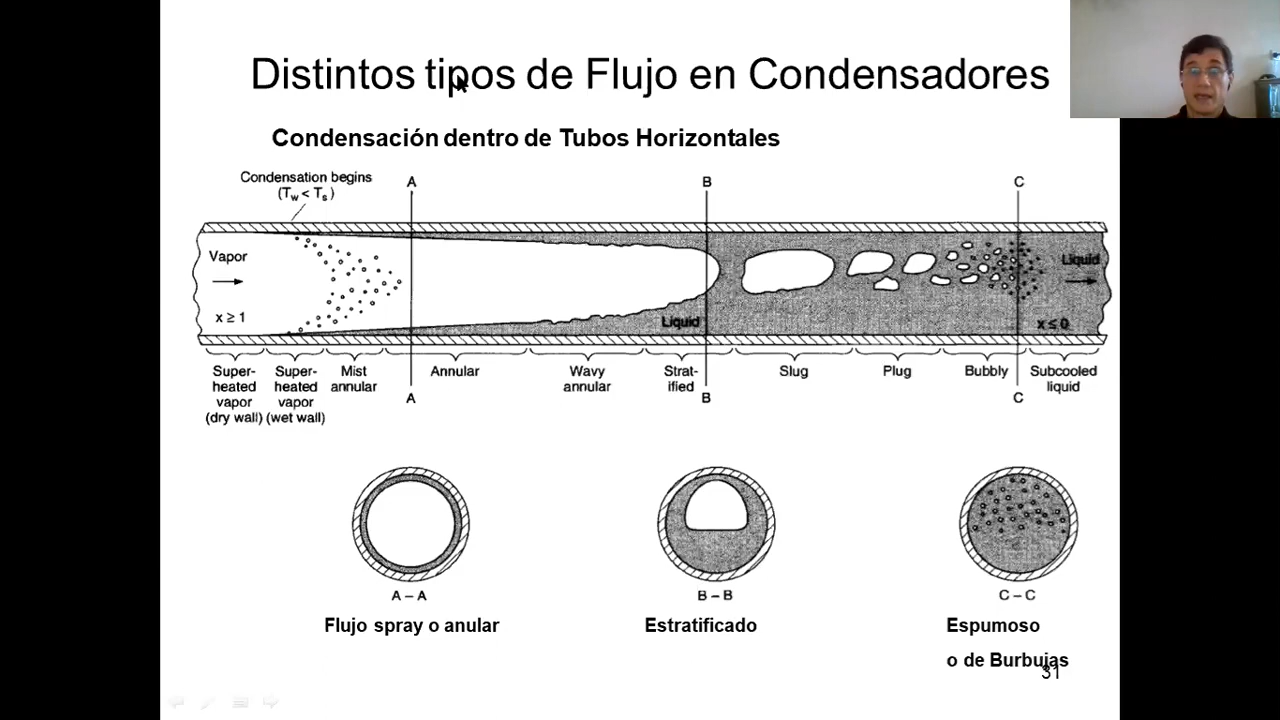 Distintos tipos de Flujo en Condensadores
Condensación dentro de Tubos Horizontales
Condensation begins
(Tw < Ts)
A
B
C
Vapor
Liquid
x ≥ 1
Liquid
x ≤ 0
Super-
heated
vapor
(dry wall)
Super-
heated
vapor
(wet wall)
Mist
annular
Annular
Wavy
annular
Strat-
ified
Slug
Plug
Bubbly
Subcooled
liquid
A
B
C
A – A
B – B
C – C
Flujo spray o anular
Estratificado
Espumoso
o de Burbujas
31